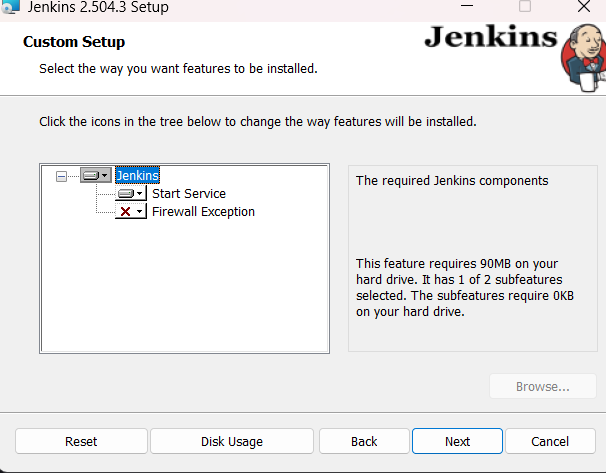 Jenkins 2.504.3 Setup
Custom Setup
Select the way you want features to be installed.
Jenkins
Click the icons in the tree below to change the way features will be installed.
Jenkins
Start Service
Firewall Exception
The required Jenkins components
This feature requires 90MB on your
hard drive. It has 1 of 2 subfeatures
selected. The subfeatures require 0KB
on your hard drive.
Browse...
Reset
Disk Usage
Back
Next
Cancel